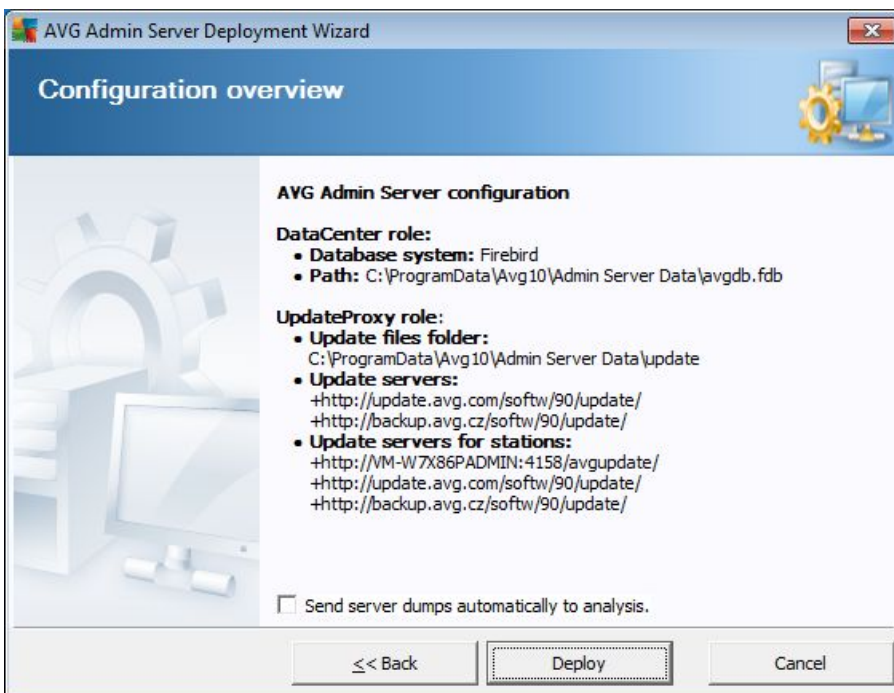 AVG Admin Server Deployment Wizard
Configuration overview
AVG Admin Server configuration
DataCenter role:
• Database system: Firebird
• Path: C:\ProgramData\Avg10\Admin Server Data\avgdb.fdb
UpdateProxy role:
• Update files folder:
C:\ProgramData\Avg10\Admin Server Data\update
• Update servers:
+http://update.avg.com/softw/90/update/
+http://backup.avg.cz/softw/90/update/
• Update servers for stations:
+http://VM-W7X86PADMIN:4158/avgupdate/
+http://update.avg.com/softw/90/update/
+http://backup.avg.cz/softw/90/update/
Send server dumps automatically to analysis.
<< Back
Deploy
Cancel